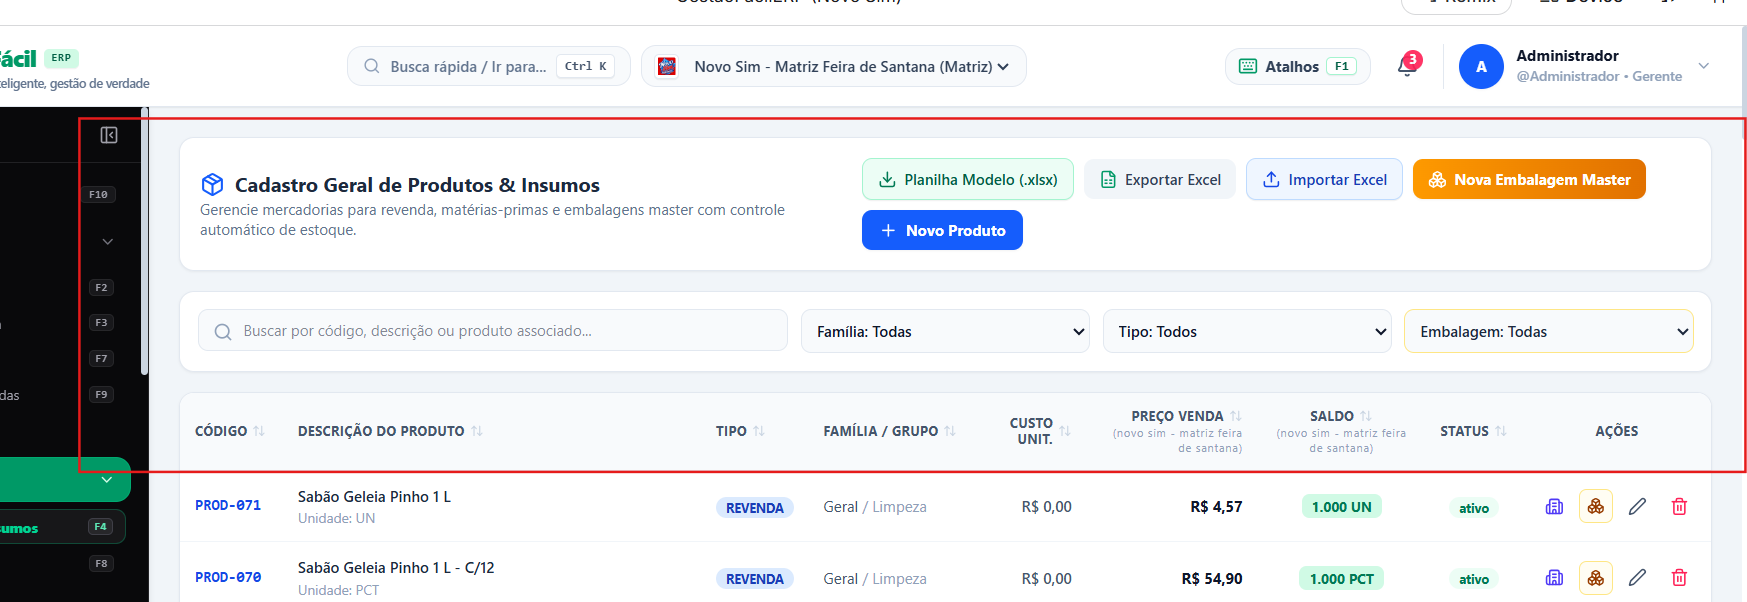 Fácil ERP
teligente, gestão de verdade
Busca rápida / Ir para... Ctrl K
Novo Sim - Matriz Feira de Santana (Matriz)
Atalhos F1
3
A
Administrador
@Administrador • Gerente
F10
F2
F3
F7
das F9
sumos F4
F8
Cadastro Geral de Produtos & Insumos
Gerencie mercadorias para revenda, matérias-primas e embalagens master com controle
automático de estoque.
Planilha Modelo (.xlsx) Exportar Excel Importar Excel Nova Embalagem Master
Novo Produto
Buscar por código, descrição ou produto associado... Família: Todas Tipo: Todos Embalagem: Todas
CÓDIGO DESCRIÇÃO DO PRODUTO TIPO FAMÍLIA / GRUPO
CUSTO
UNIT.
PREÇO VENDA
(novo sim - matriz feira
de santana)
SALDO
(novo sim - matriz feira
de santana)
STATUS AÇÕES
PROD-071 Sabão Geleia Pinho 1 L
Unidade: UN
REVENDA Geral / Limpeza R$ 0,00 R$ 4,57 1.000 UN ativo
PROD-070 Sabão Geleia Pinho 1 L - C/12
Unidade: PCT
REVENDA Geral / Limpeza R$ 0,00 R$ 54,90 1.000 PCT ativo